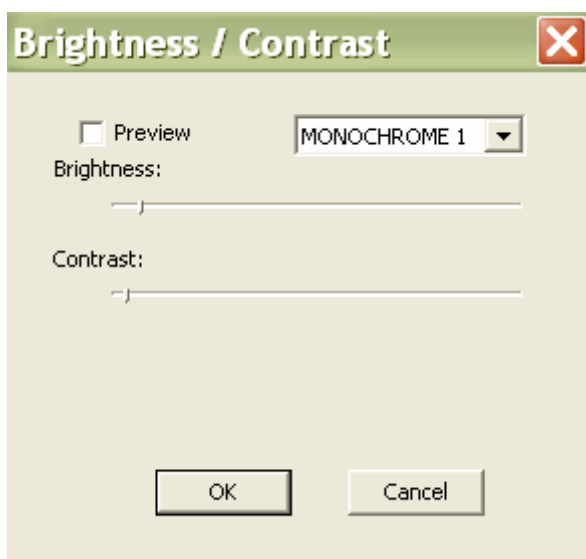 Brightness / Contrast
Preview MONOCHROME 1
Brightness:
Contrast:
OK Cancel